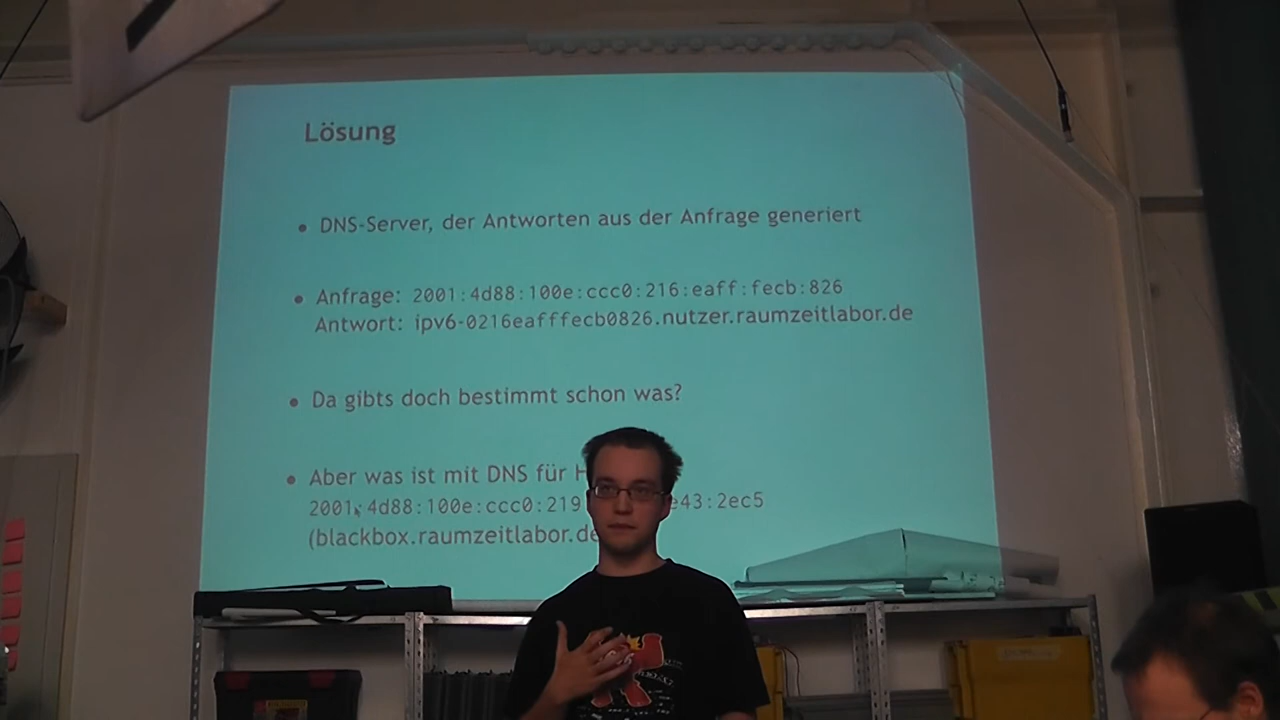 Lösung
• DNS-Server, der Antworten aus der Anfrage generiert
• Anfrage: 2001:4d88:100e:ccc0:216:eaff:fecb:826
Antwort: ipv6-0216eafffecb0826.nutzer.raumzeitlabor.de
• Da gibts doch bestimmt schon was?
• Aber was ist mit DNS für
2001:4d88:100e:ccc0:219 e43:2ec5
(blackbox.raumzeitlabor.de